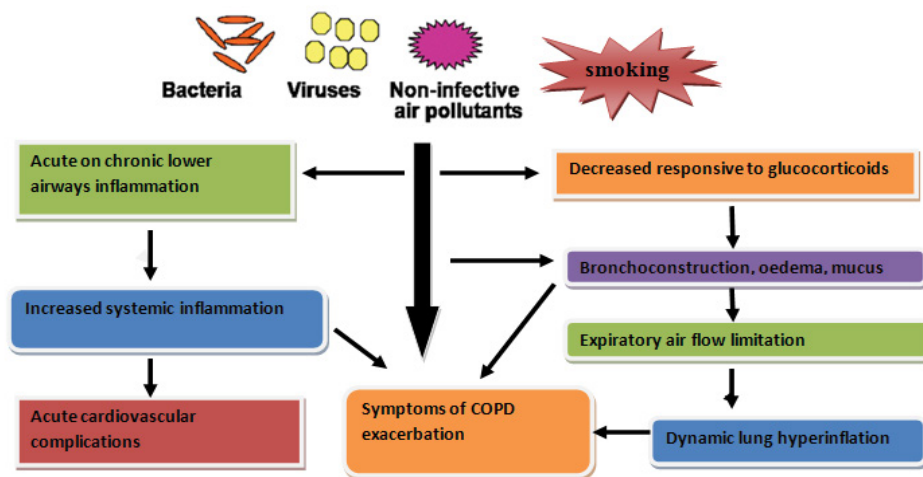 Bacteria
Viruses
Non-infective
air pollutants
smoking
Acute on chronic lower
airways inflammation
Decreased responsive to glucocorticoids
Bronchoconstruction, oedema, mucus
Increased systemic inflammation
Expiratory air flow limitation
Acute cardiovascular
complications
Symptoms of COPD
exacerbation
Dynamic lung hyperinflation